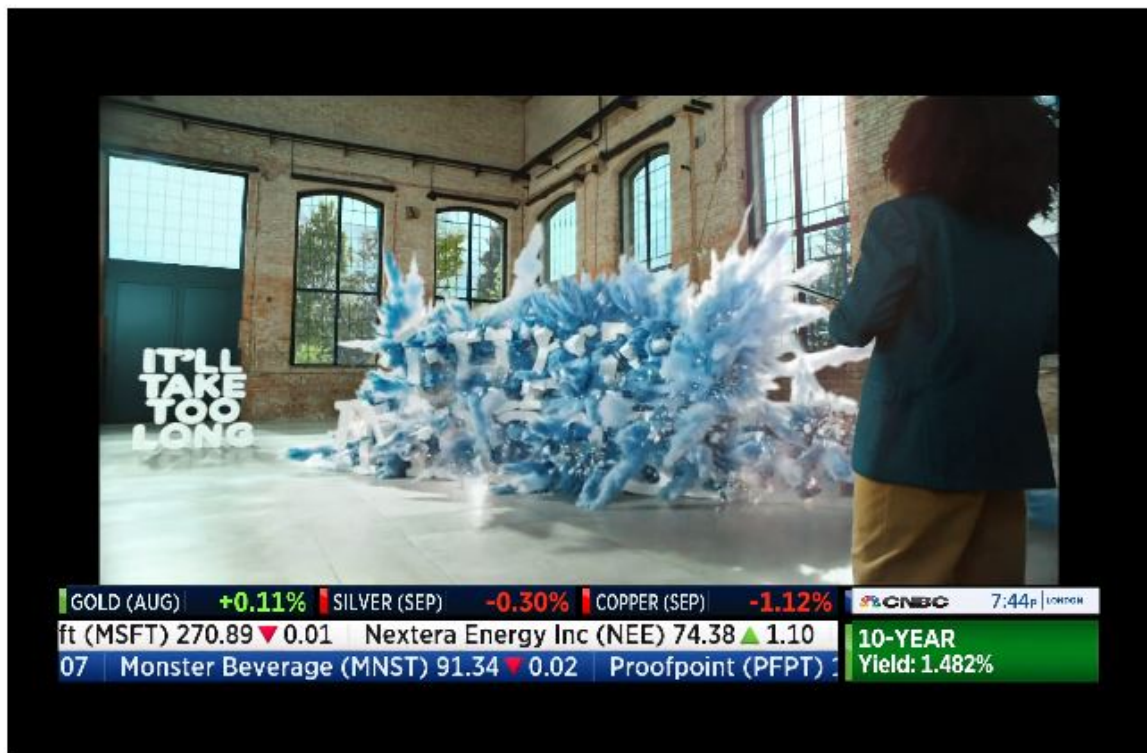 IT'LL
TAKE
TOO
LONG
GOLD (AUG) +0.11% SILVER (SEP) -0.30% COPPER (SEP) -1.12% CNBC 7:44P LONDON
ft (MSFT) 270.89 ▼ 0.01 Nextera Energy Inc (NEE) 74.38 ▲ 1.10
07 Monster Beverage (MNST) 91.34 ▼ 0.02 Proofpoint (PFPT)
10-YEAR
Yield: 1.482%